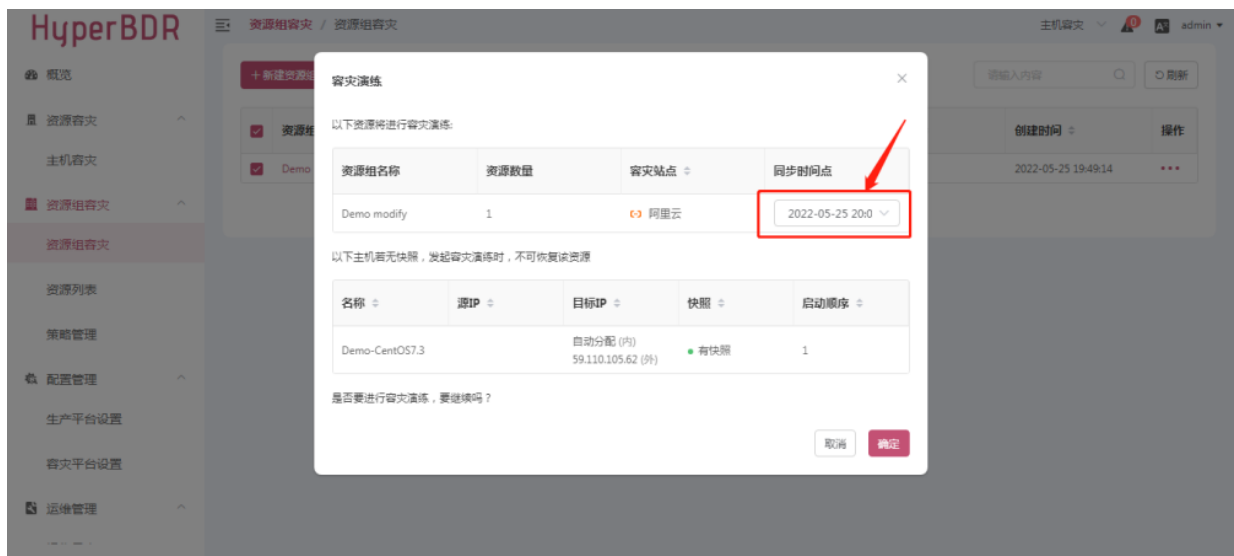 HyperBDR
资源组容灾 / 资源组容灾
主机容灾
admin
概览
资源容灾
主机容灾
资源组容灾
资源组容灾
资源列表
策略管理
配置管理
生产平台设置
容灾平台设置
运维管理
+ 新建资源组
请输入内容
刷新
资源组
创建时间
操作
Demo
2022-05-25 19:49:14
容灾演练
以下资源将进行容灾演练:
资源组名称 资源数量 容灾站点 同步时间点
Demo modify 1 阿里云 2022-05-25 20:0
以下主机若无快照，发起容灾演练时，不可恢复该资源
名称 源IP 目标IP 快照 启动顺序
Demo-CentOS7.3 自动分配 (内) 有快照 1
59.110.105.62 (外)
是否要进行容灾演练，要继续吗？
取消 确定